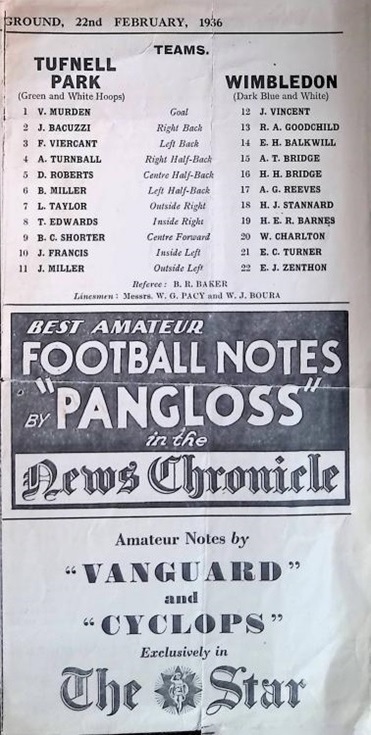 GROUND, 22nd FEBRUARY, 1936
TEAMS.
TUFNELL PARK
(Green and White Hoops)
WIMBLEDON
(Dark Blue and White)
1 V. MURDEN Goal 12 J. VINCENT
2 J. BACUZZI Right Back 13 R. A. GOODCHILD
3 F. VIERCANT Left Back 14 E. H. BALKWILL
4 A. TURNBALL Right Half-Back 15 A. T. BRIDGE
5 D. ROBERTS Centre Half-Back 16 H. H. BRIDGE
6 B. MILLER Left Half-Back 17 A. G. REEVES
7 L. TAYLOR Outside Right 18 H. J. STANNARD
8 T. EDWARDS Inside Right 19 H. E. R. BARNES
9 B. C. SHORTER Centre Forward 20 W. CHARLTON
10 J. FRANCIS Inside Left 21 E. C. TURNER
11 J. MILLER Outside Left 22 E. J. ZENTHON
Referee: B. R. BAKER
Linesmen: Messrs. W. G. PACY and W. J. BOURA
BEST AMATEUR
FOOTBALL NOTES
BY "PANGLOSS"
in the
News Chronicle
Amateur Notes by
"VANGUARD"
and
"CYCLOPS"
Exclusively in
The Star